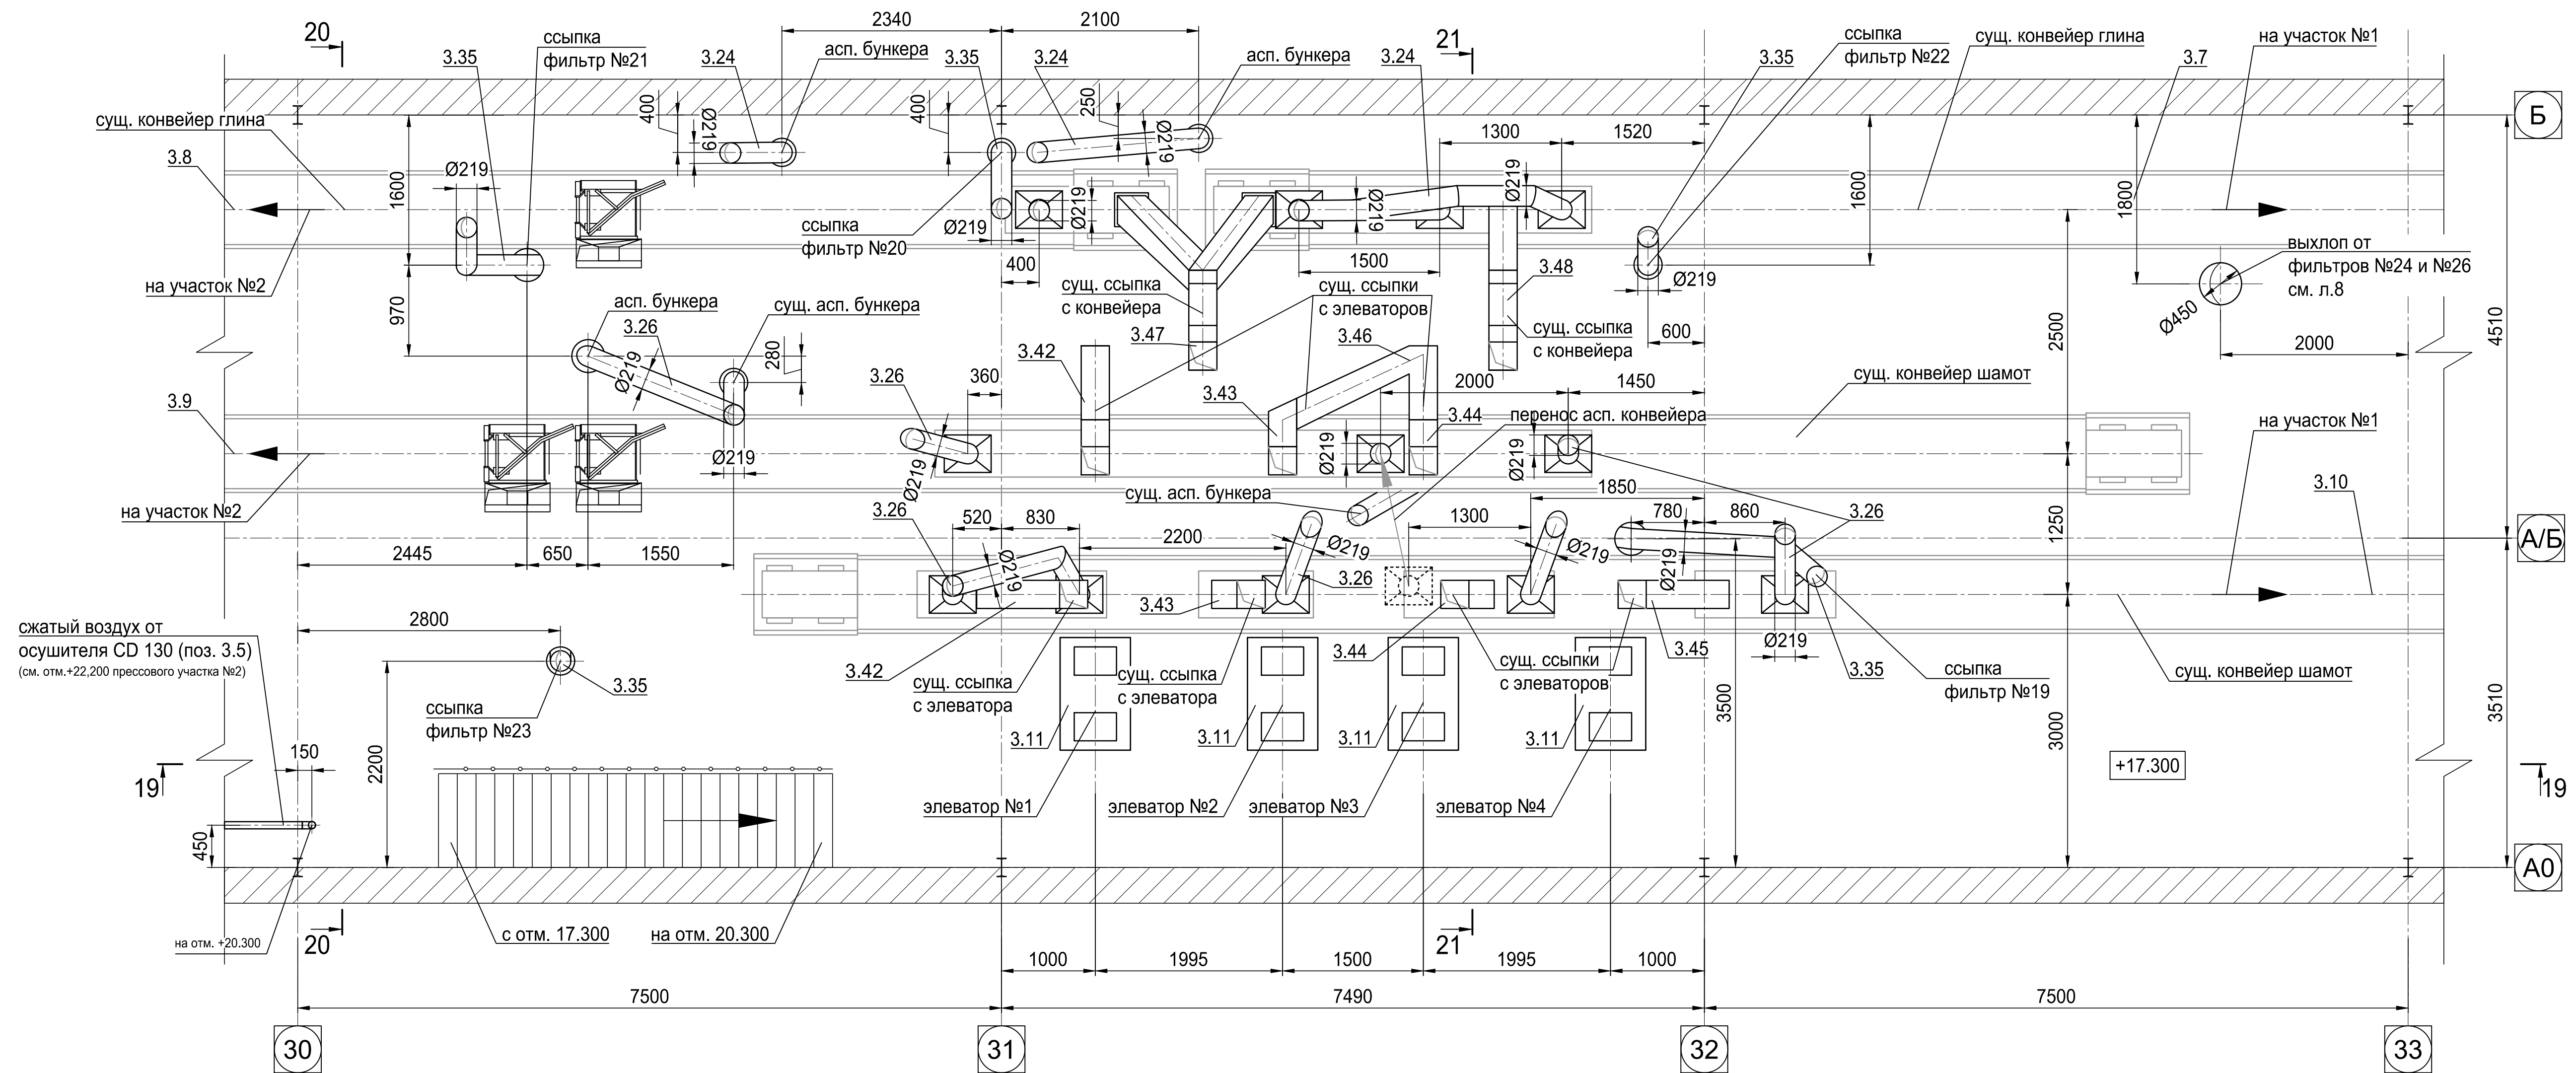 20
ссыпка
фильтр №21
3.35
3.24
2340
асп. бункера
3.35
2100
3.24
асп. бункера
3.24
21
ссыпка
фильтр №22
3.35
сущ. конвейер глина
на участок №1
3.7
Б
сущ. конвейер глина
3.8
400
Ø219
400
250
Ø219
1300
1520
1600
Ø219
Ø219
Ø219
Ø219
1600
1800
4510
на участок №2
ссыпка
фильтр №20
Ø219
400
1500
3.48
Ø219
выхлоп от
фильтров №24 и №26
см. л.8
Ø450
970
асп. бункера
3.26
сущ. асп. бункера
280
Ø219
сущ. ссыпка
с конвейера
3.47
сущ. ссыпки
с элеваторов
3.46
сущ. ссыпка
с конвейера
600
2500
2000
3.42
3.26
360
2000
1450
сущ. конвейер шамот
3.9
3.43
3.44
перенос асп. конвейера
на участок №1
Ø219
Ø219
Ø219
Ø219
3.10
на участок №2
сущ. асп. бункера
1850
3.26
520
830
1300
780
860
3.26
1250
А/Б
2445
650
1550
2200
Ø219
Ø219
Ø219
Ø219
3.26
3.43
2800
сжатый воздух от
осушителя CD 130 (поз. 3.5)
(см. отм.+22,200 прессового участка №2)
3.35
3.42
сущ. ссыпка
с элеватора
сущ. ссыпка
с элеватора
3.44
сущ. ссыпки
с элеваторов
3.45
Ø219
3.35
ссыпка
фильтр №19
сущ. конвейер шамот
3500
3000
3510
ссыпка
фильтр №23
2200
3.11
3.11
3.11
3.11
150
19
+17.300
19
элеватор №1
элеватор №2
элеватор №3
элеватор №4
450
А0
на отм. +20.300
20
с отм. 17.300
на отм. 20.300
21
1000
1995
1500
1995
1000
7500
7490
7500
30
31
32
33